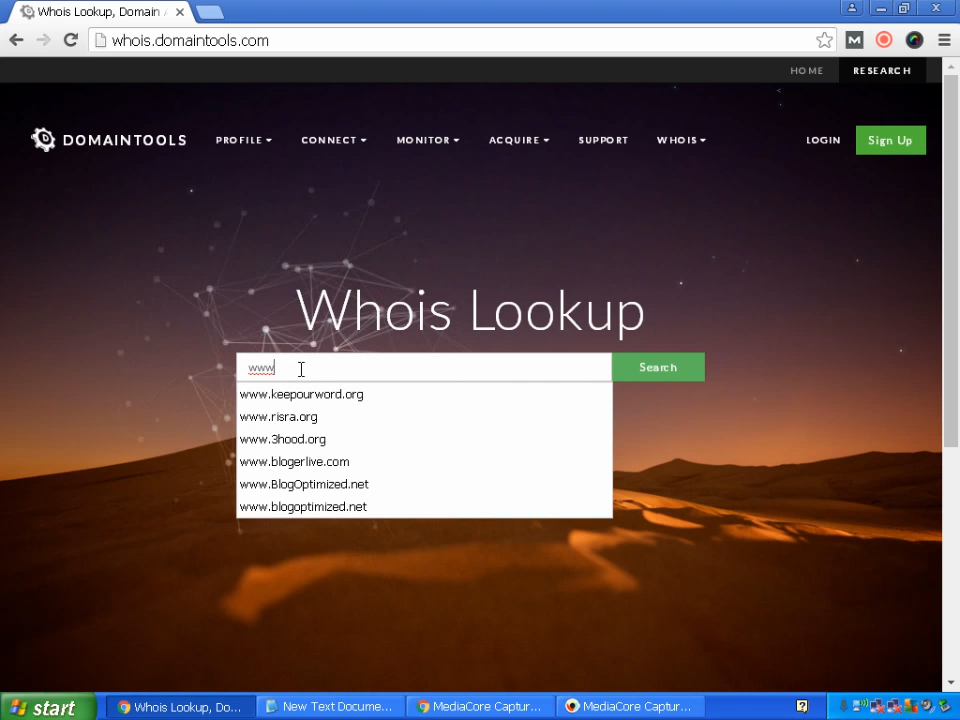 Whois Lookup, Domain A
whois.domaintools.com
HOME RESEARCH
DOMAINTOOLS PROFILE CONNECT MONITOR ACQUIRE SUPPORT WHOIS LOGIN Sign Up
Whois Lookup
www Search
www.keepourword.org
www.risra.org
www.3hood.org
www.blogerlive.com
www.BlogOptimized.net
www.blogoptimized.net
start Whois Lookup, Do... New Text Docume... MediaCore Captur... MediaCore Captur...